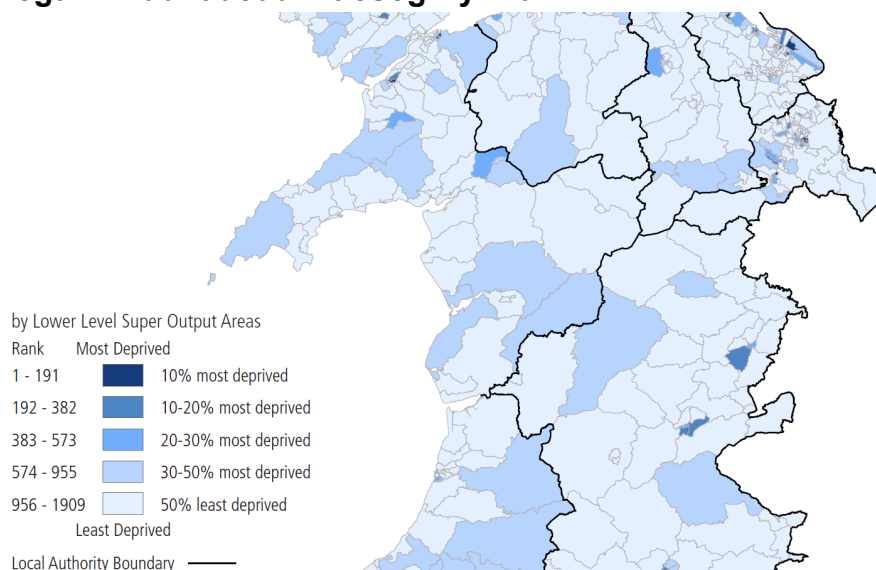 by Lower Level Super Output Areas
Rank Most Deprived
1 - 191 10% most deprived
192 - 382 10-20% most deprived
383 - 573 20-30% most deprived
574 - 955 30-50% most deprived
956 - 1909 50% least deprived
Least Deprived
Local Authority Boundary